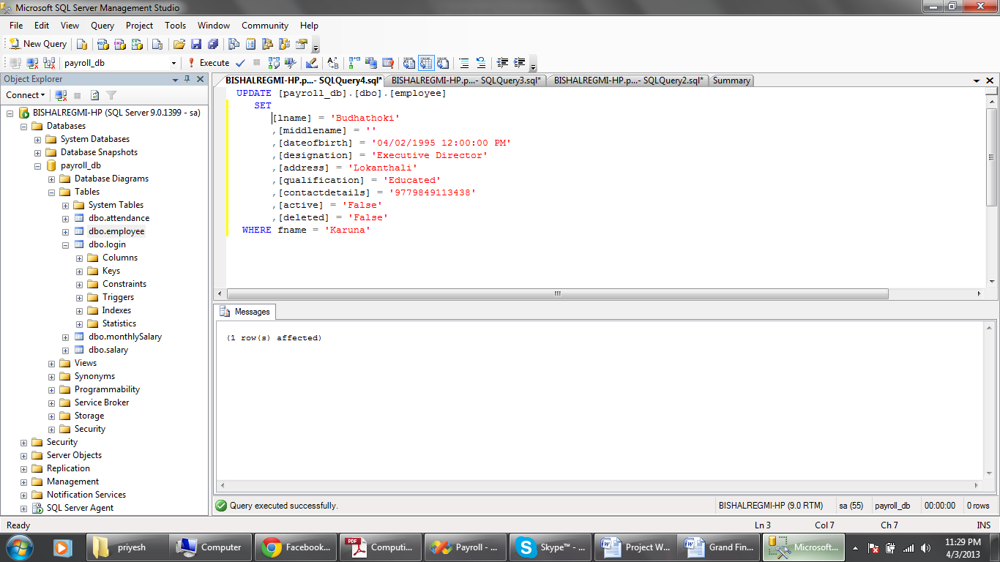 Microsoft SQL Server Management Studio
File Edit View Query Project Tools Window Community Help
New Query
payroll_db Execute
Object Explorer
Connect
BISHALREGMI-HP (SQL Server 9.0.1399 - sa)
Databases
System Databases
Database Snapshots
payroll_db
Database Diagrams
Tables
System Tables
dbo.attendance
dbo.employee
dbo.login
Columns
Keys
Constraints
Triggers
Indexes
Statistics
dbo.monthlySalary
dbo.salary
Views
Synonyms
Programmability
Service Broker
Storage
Security
Security
Server Objects
Replication
Management
Notification Services
SQL Server Agent
BISHALREGMI-HP.p...- SQLQuery4.sql* BISHALREGMI-HP.p...- SQLQuery3.sql* BISHALREGMI-HP.p...- SQLQuery2.sql* Summary
UPDATE [payroll_db].[dbo].[employee]
SET
[lname] = 'Budhathoki'
,[middlename] = ''
,[dateofbirth] = '04/02/1995 12:00:00 PM'
,[designation] = 'Executive Director'
,[address] = 'Lokanthali'
,[qualification] = 'Educated'
,[contactdetails] = '9779849113438'
,[active] = 'False'
,[deleted] = 'False'
WHERE fname = 'Karuna'
Messages
(1 row(s) affected)
Query executed successfully. BISHALREGMI-HP (9.0 RTM) sa (55) payroll_db 00:00:00 0 rows
Ready Ln 3 Col 7 Ch 7 INS
priyesh Computer Facebook... PDF Computi... Payroll - ... Skype™ - ... Project W... Grand Fin... Microsoft... 11:29 PM
4/3/2013